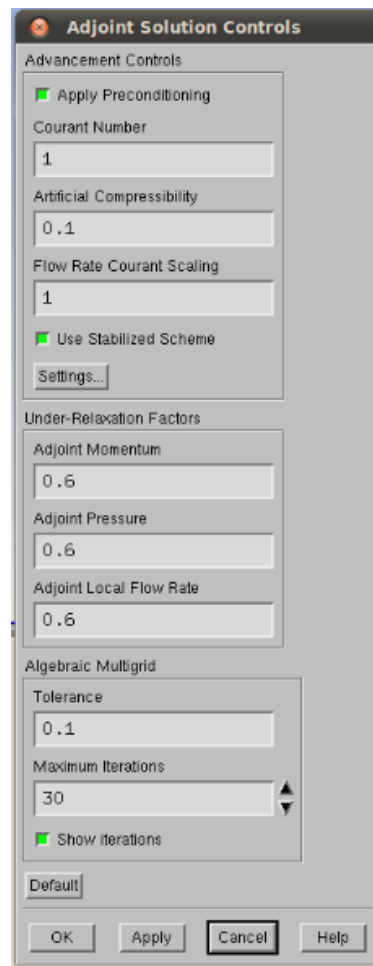 Adjoint Solution Controls
Advancement Controls
Apply Preconditioning
Courant Number
1
Artificial Compressibility
0.1
Flow Rate Courant Scaling
1
Use Stabilized Scheme
Settings...
Under-Relaxation Factors
Adjoint Momentum
0.6
Adjoint Pressure
0.6
Adjoint Local Flow Rate
0.6
Algebraic Multigrid
Tolerance
0.1
Maximum Iterations
30
Show Iterations
Default
OK Apply Cancel Help